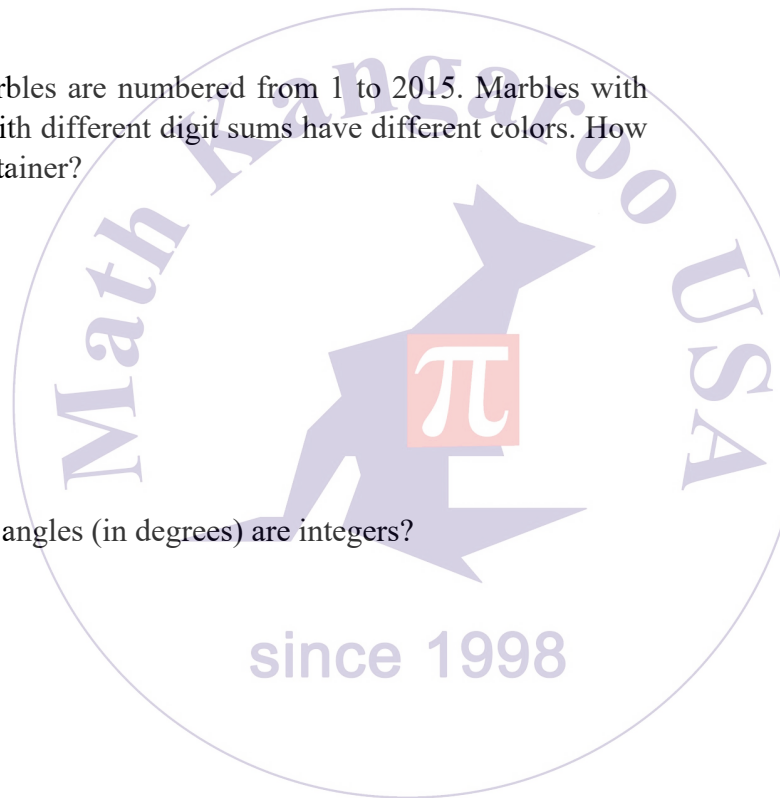 rbles are numbered from 1 to 2015. Marbles with
ith different digit sums have different colors. How
tainer?
Math Kangaroo USA
π
angles (in degrees) are integers?
since 1998